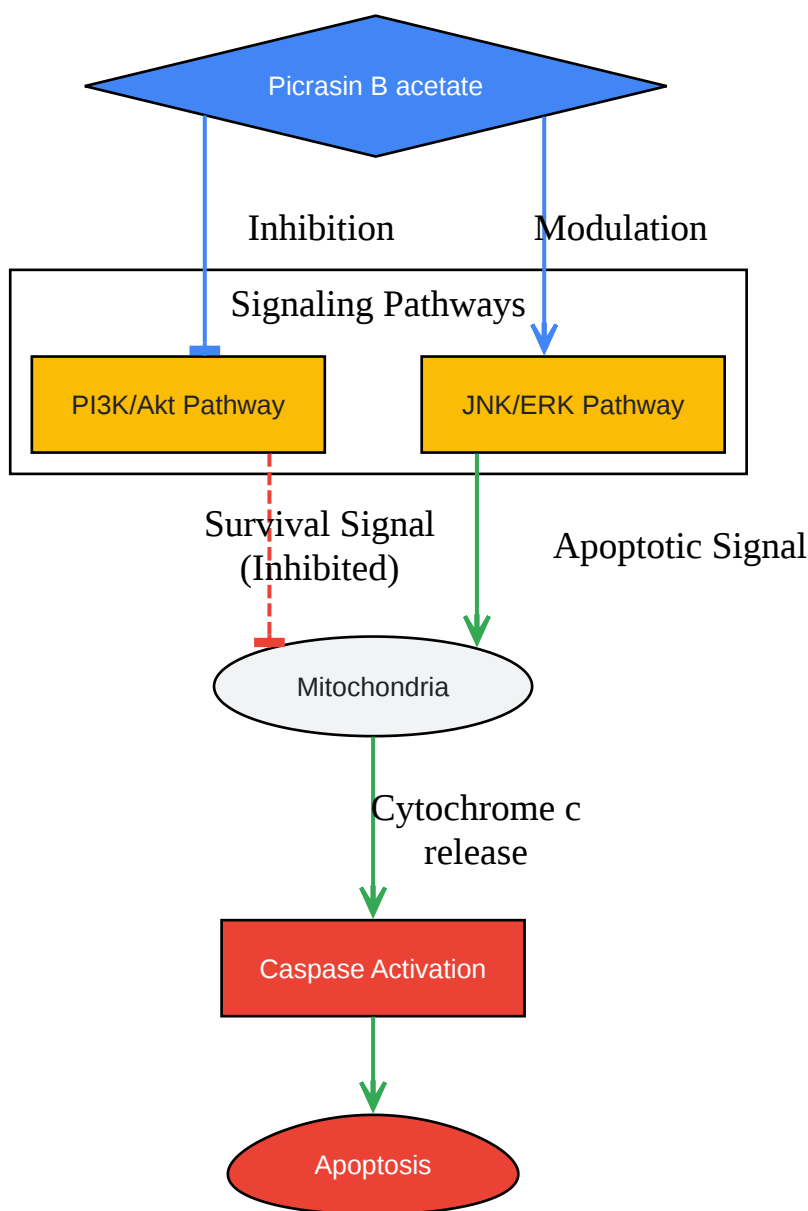 Picrasin B acetate
Inhibition
Modulation
Signaling Pathways
PI3K/Akt Pathway
JNK/ERK Pathway
Survival Signal
(Inhibited)
Apoptotic Signal
Mitochondria
Cytochrome c
release
Caspase Activation
Apoptosis